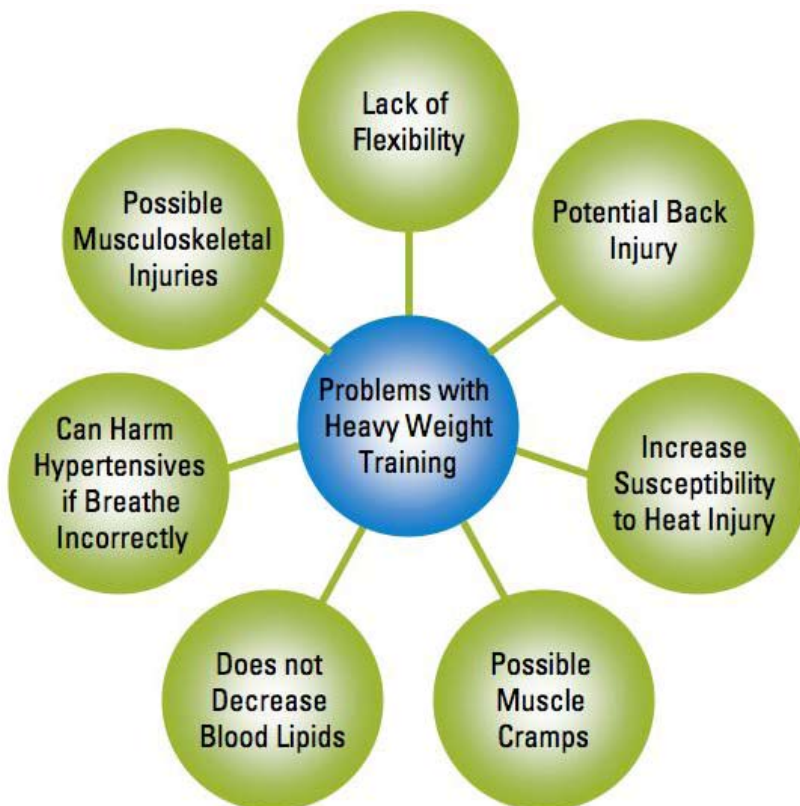 Lack of
Flexibility
Potential Back
Injury
Increase
Susceptibility
to Heat Injury
Possible
Muscle
Cramps
Does not
Decrease
Blood Lipids
Can Harm
Hypertensives
if Breathe
Incorrectly
Possible
Musculoskeletal
Injuries
Problems with
Heavy Weight
Training